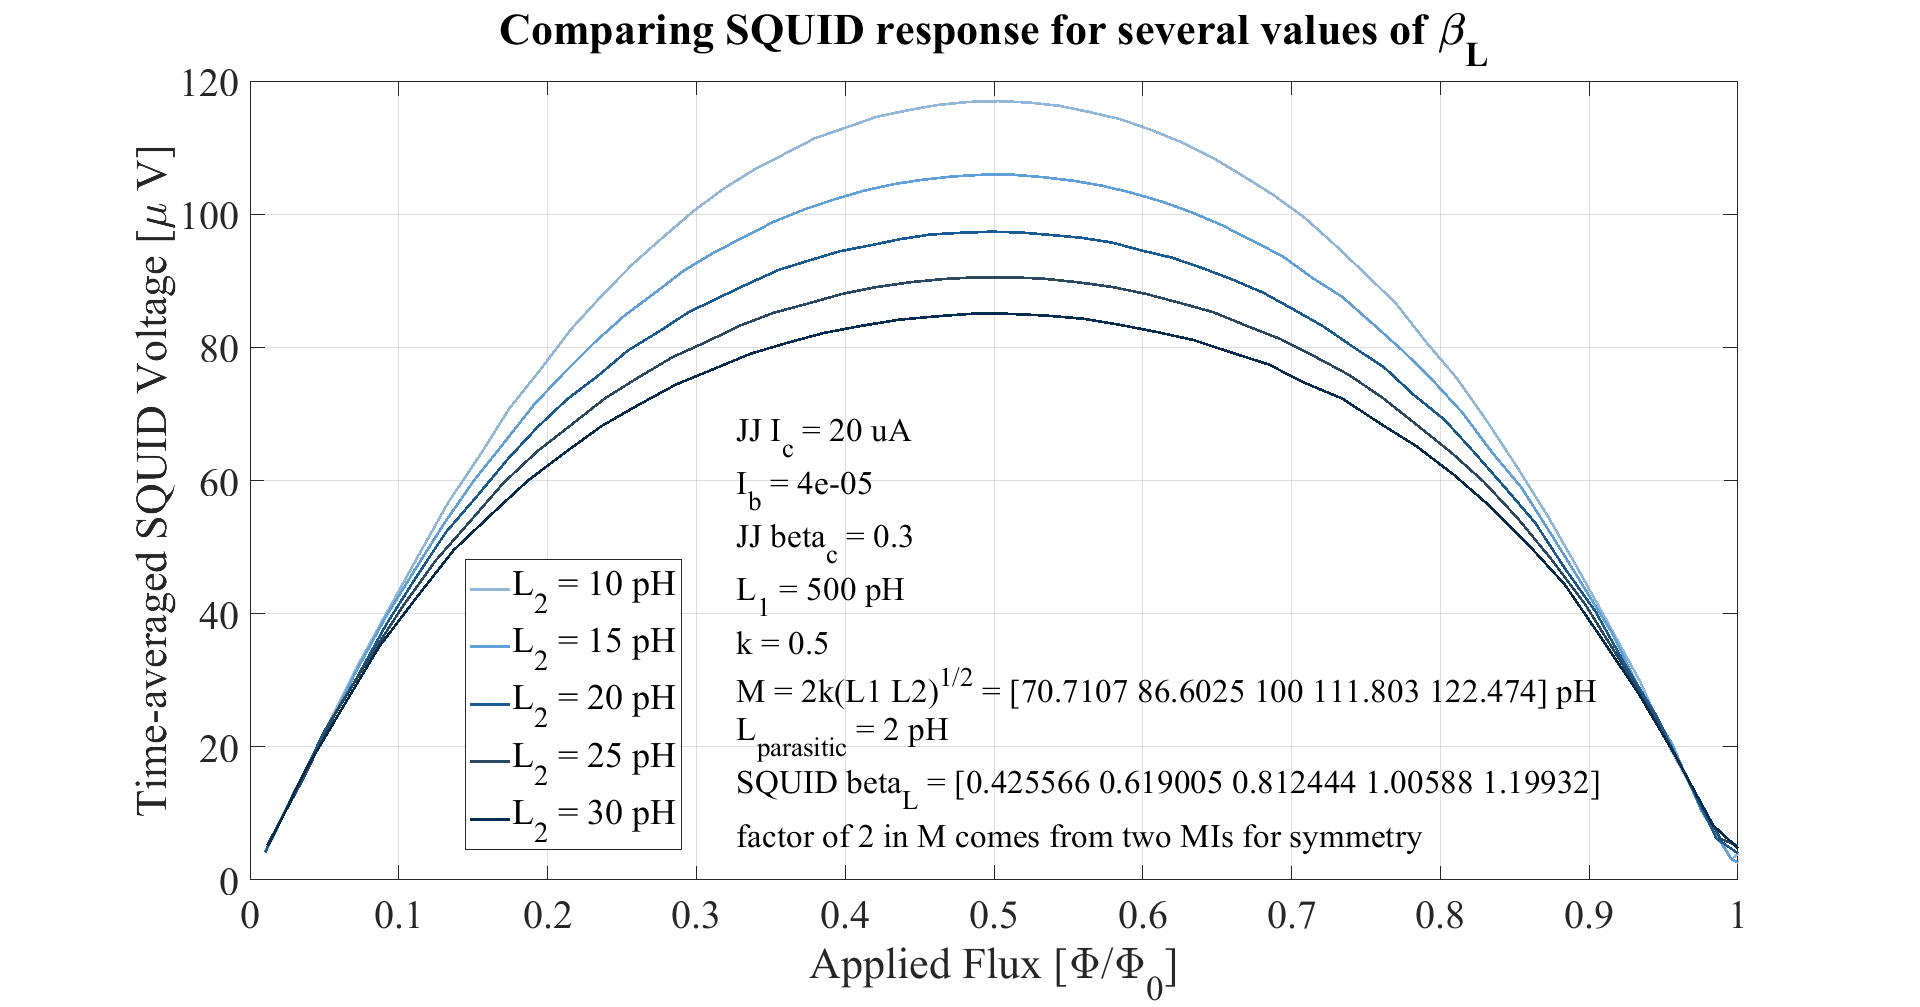 Comparing SQUID response for several values of β_L
Time-averaged SQUID Voltage [μ V]
120
100
80
60
40
20
0
JJ I_c = 20 uA
I_b = 4e-05
JJ beta_c = 0.3
L_1 = 500 pH
k = 0.5
M = 2k(L1 L2)^1/2 = [70.7107 86.6025 100 111.803 122.474] pH
L_parasitic = 2 pH
SQUID beta_L = [0.425566 0.619005 0.812444 1.00588 1.19932]
factor of 2 in M comes from two MIs for symmetry
L_2 = 10 pH
L_2 = 15 pH
L_2 = 20 pH
L_2 = 25 pH
L_2 = 30 pH
0 0.1 0.2 0.3 0.4 0.5 0.6 0.7 0.8 0.9 1
Applied Flux [Φ/Φ_0]